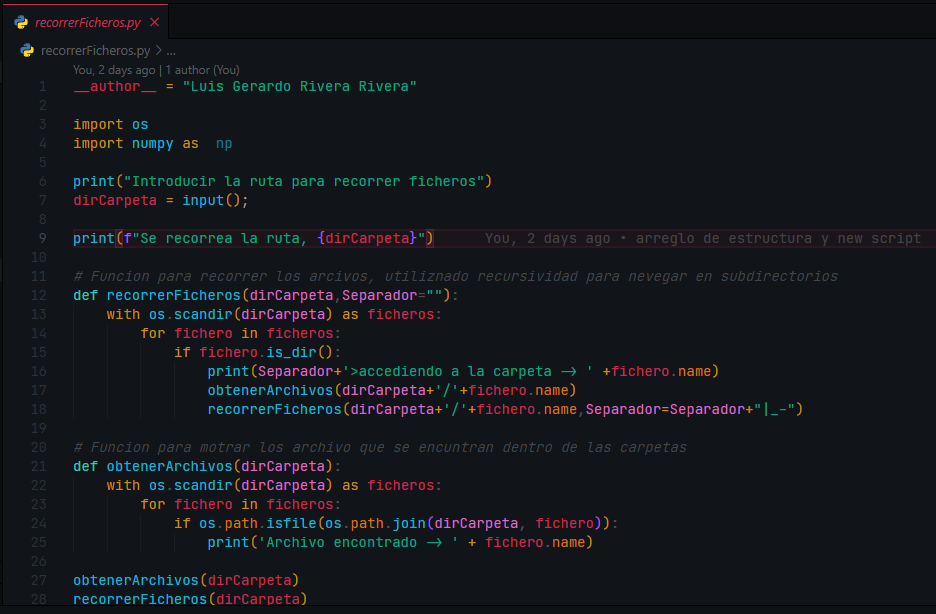 recorrerFicheros.py ×
recorrerFicheros.py > ...
You, 2 days ago | 1 author (You)
1 __author__ = "Luis Gerardo Rivera Rivera"
2
3 import os
4 import numpy as  np
5
6 print("Introducir la ruta para recorrer ficheros")
7 dirCarpeta = input();
8
9 print(f"Se recorrea la ruta, {dirCarpeta}") You, 2 days ago • arreglo de estructura y new script
10
11 # Funcion para recorrer los arcivos, utiliznado recursividad para nevegar en subdirectorios
12 def recorrerFicheros(dirCarpeta,Separador=""):
13     with os.scandir(dirCarpeta) as ficheros:
14         for fichero in ficheros:
15             if fichero.is_dir():
16                 print(Separador+'>accediendo a la carpeta -> ' +fichero.name)
17                 obtenerArchivos(dirCarpeta+'/'+fichero.name)
18                 recorrerFicheros(dirCarpeta+'/'+fichero.name,Separador=Separador+"|_-")
19
20 # Funcion para motrar los archivo que se encuntran dentro de las carpetas
21 def obtenerArchivos(dirCarpeta):
22     with os.scandir(dirCarpeta) as ficheros:
23         for fichero in ficheros:
24             if os.path.isfile(os.path.join(dirCarpeta, fichero)):
25                 print('Archivo encontrado -> ' + fichero.name)
26
27 obtenerArchivos(dirCarpeta)
28 recorrerFicheros(dirCarpeta)